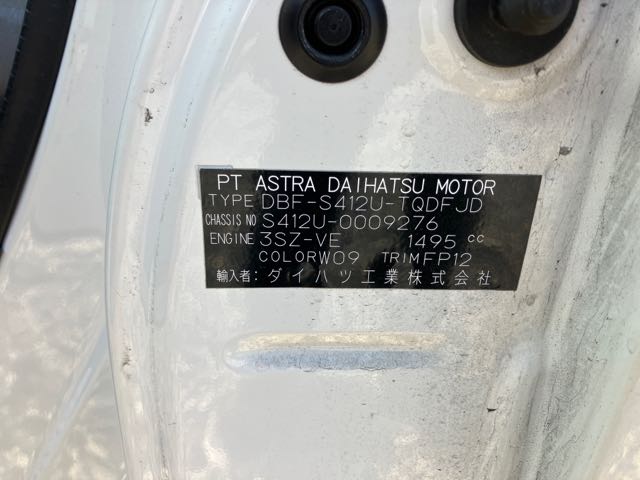 PT ASTRA DAIHATSU MOTOR
TYPE DBF-S412U-TQDFJD
CHASSIS NO S412U-0009276
ENGINE 3SZ-VE 1495 cc
COLOR W09 TRIM FP12
輸入者: ダイハツ工業株式会社